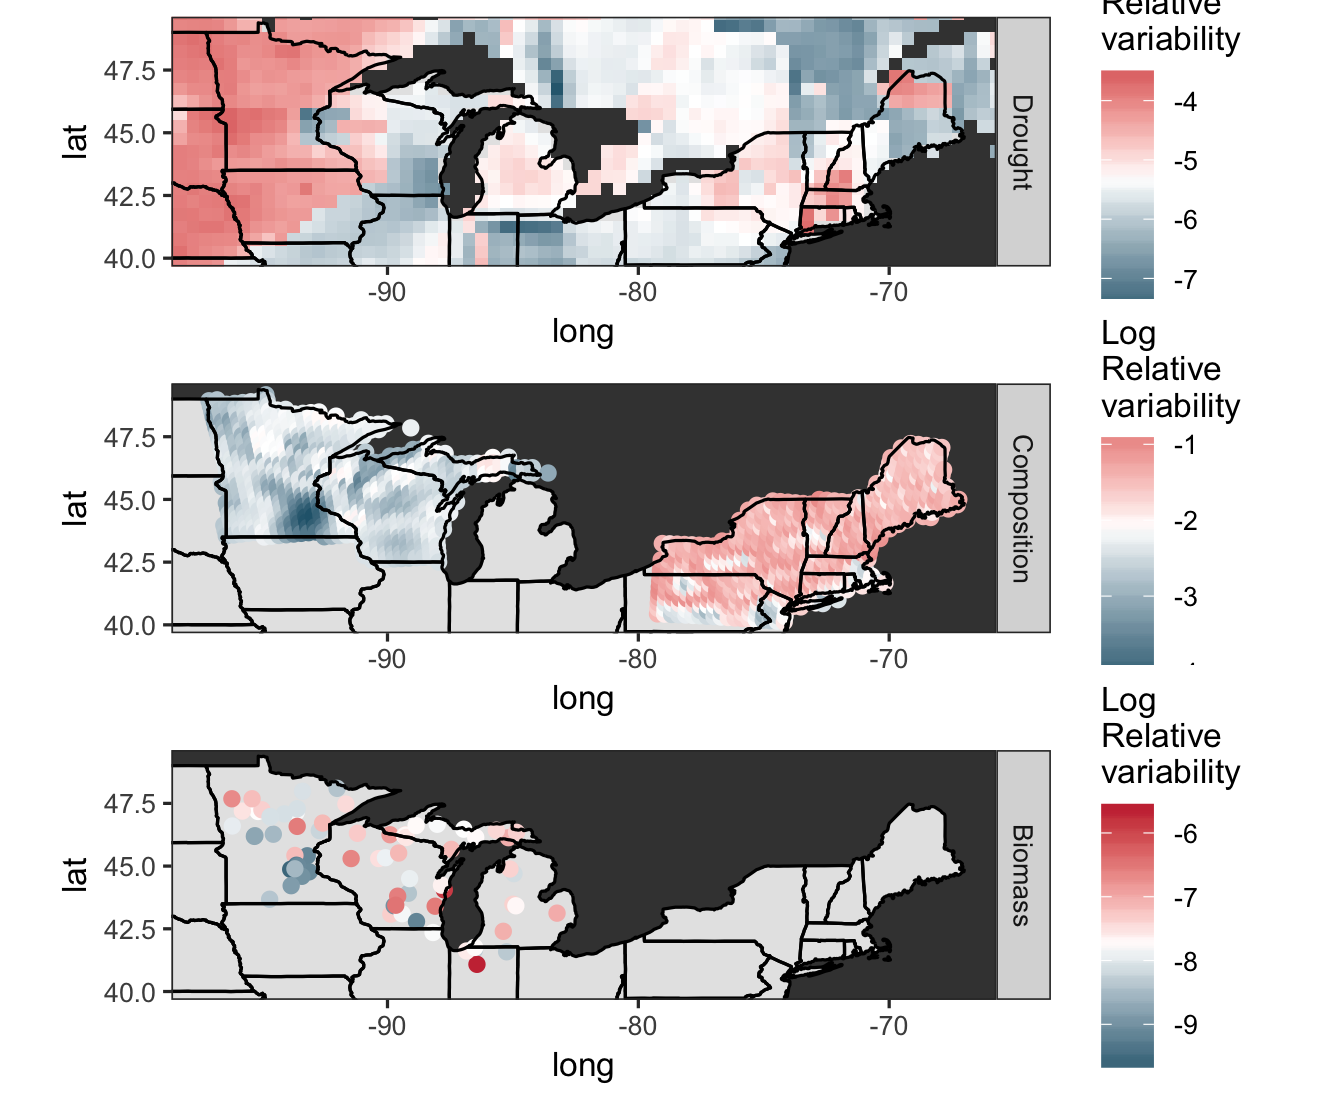 Relative
variability
47.5
45.0
42.5
40.0
lat
-90
-80
-70
long
Drought
-4
-5
-6
-7
Log
Relative
variability
47.5
45.0
42.5
40.0
lat
-90
-80
-70
long
Composition
-1
-2
-3
Log
Relative
variability
47.5
45.0
42.5
40.0
lat
-90
-80
-70
long
Biomass
-6
-7
-8
-9